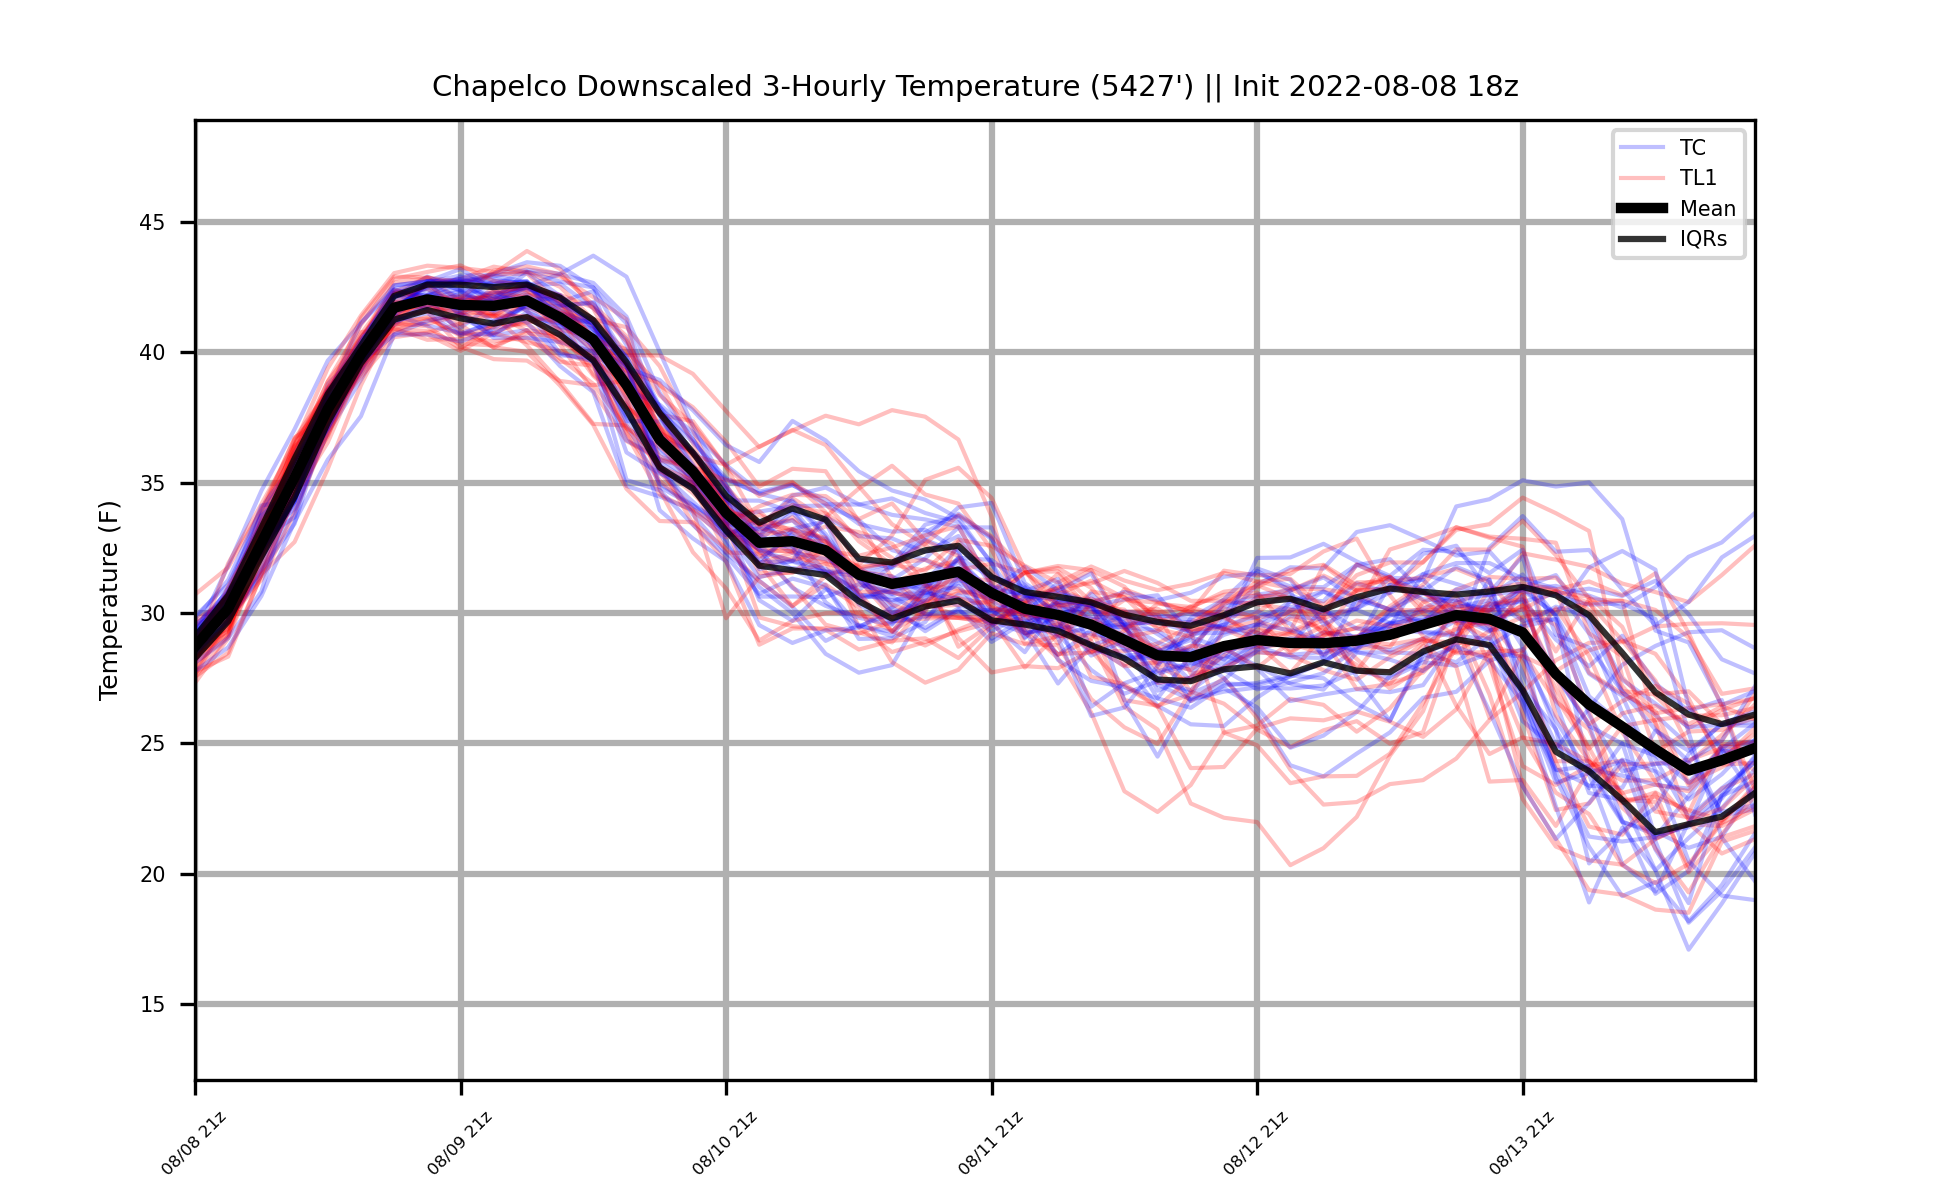 Chapelco Downscaled 3-Hourly Temperature (5427') || Init 2022-08-08 18z
TC
TL1
Mean
IQRs
Temperature (F)
45
40
35
30
25
20
15
08/08 21z
08/09 21z
08/10 21z
08/11 21z
08/12 21z
08/13 21z